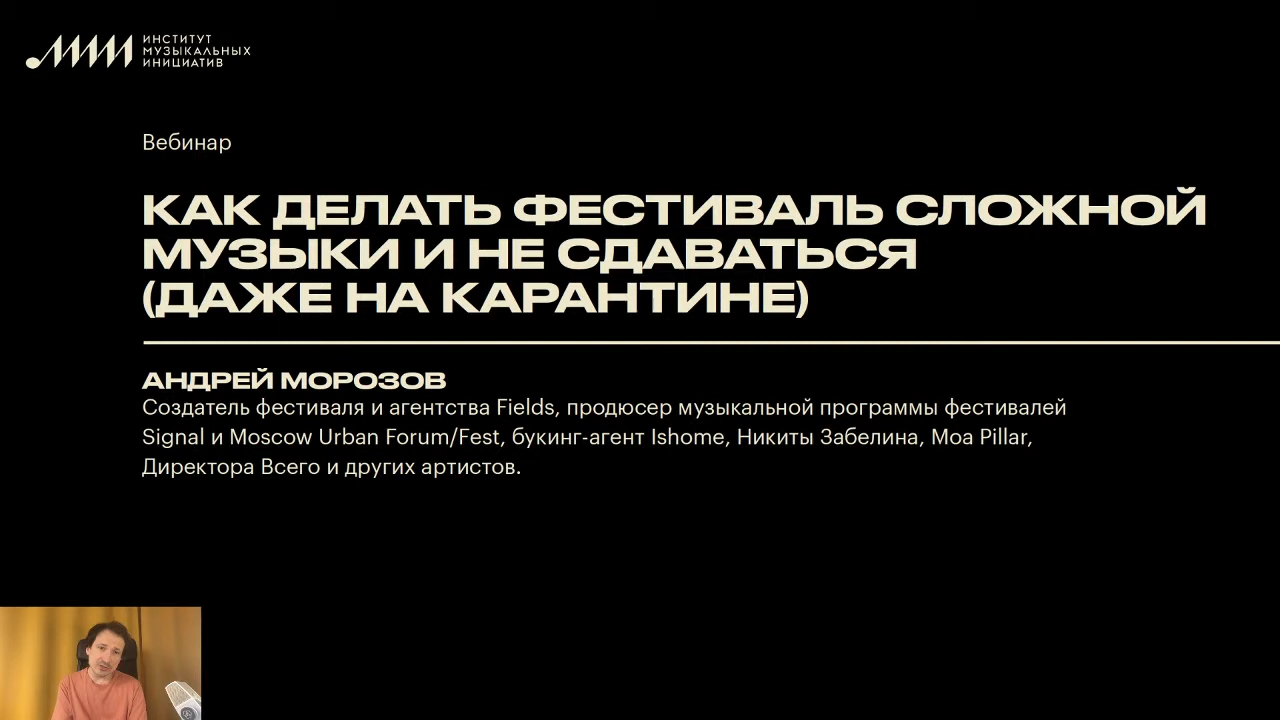 ИНСТИТУТ
МУЗЫКАЛЬНЫХ
ИНИЦИАТИВ
Вебинар
КАК ДЕЛАТЬ ФЕСТИВАЛЬ СЛОЖНОЙ
МУЗЫКИ И НЕ СДАВАТЬСЯ
(ДАЖЕ НА КАРАНТИНЕ)
АНДРЕЙ МОРОЗОВ
Создатель фестиваля и агентства Fields, продюсер музыкальной программы фестивалей
Signal и Moscow Urban Forum/Fest, букинг-агент Ishome, Никиты Забелина, Moa Pillar,
Директора Всего и других артистов.